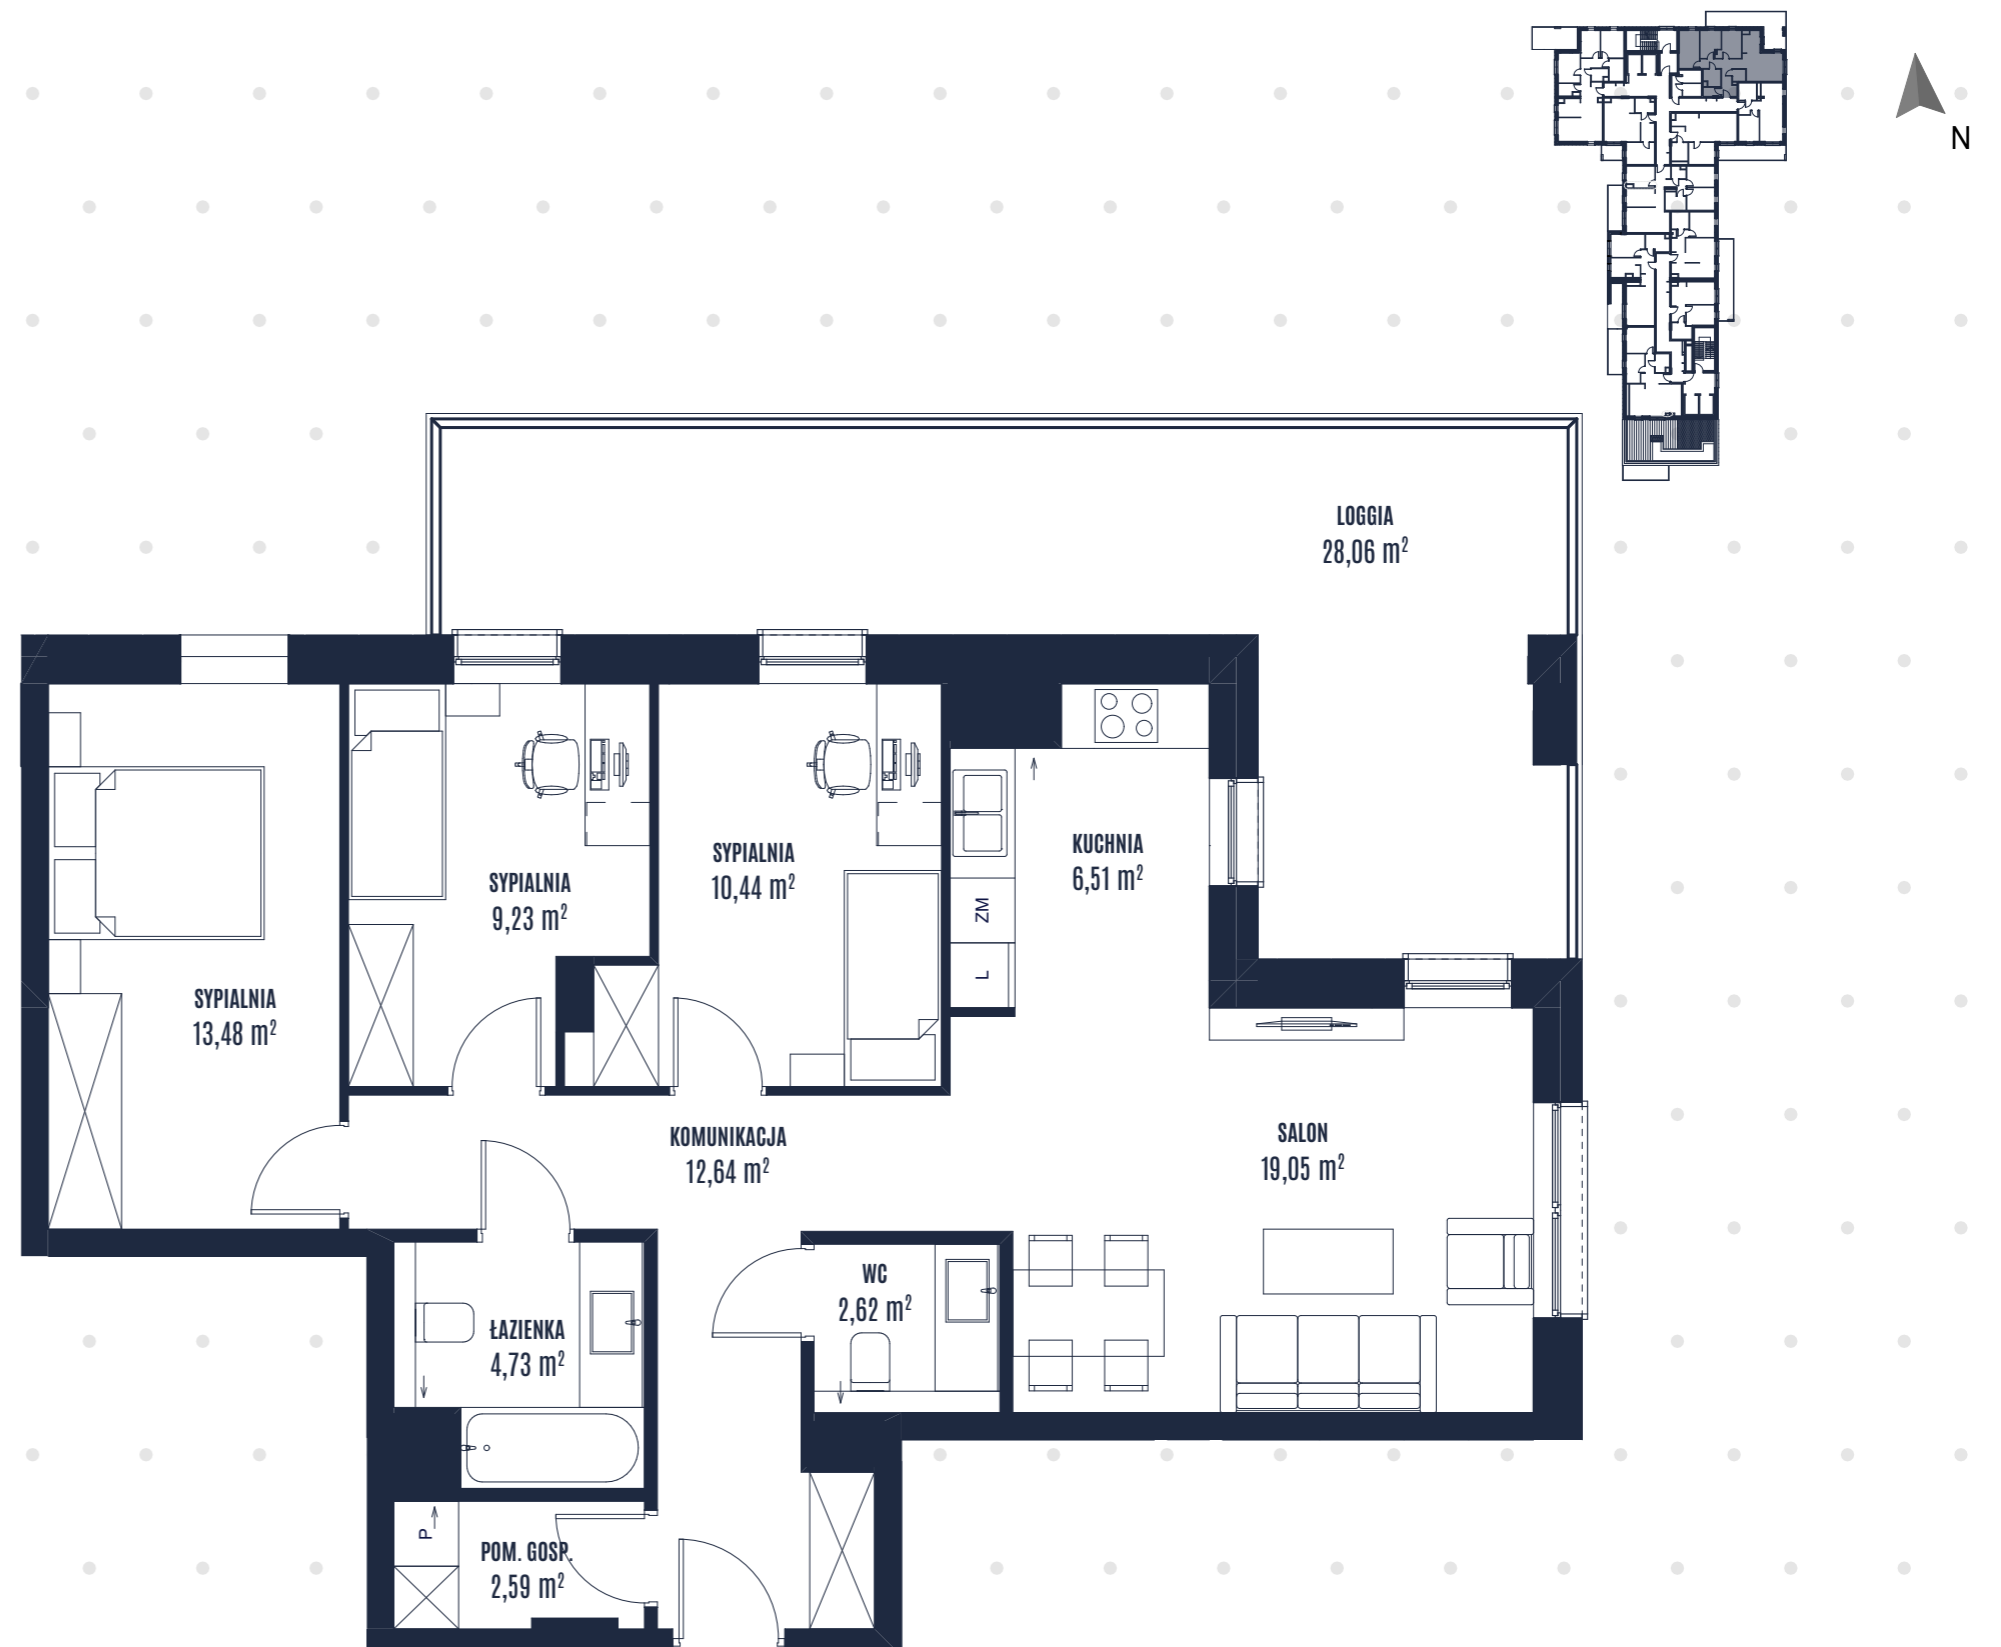 N
LOGGIA
28,06 m²
KUCHNIA
6,51 m²
SYPIALNIA
10,44 m²
SYPIALNIA
9,23 m²
ZM
L
SYPIALNIA
13,48 m²
KOMUNIKACJA
12,64 m²
SALON
19,05 m²
WC
2,62 m²
ŁAZIENKA
4,73 m²
P
POM. GOSP.
2,59 m²